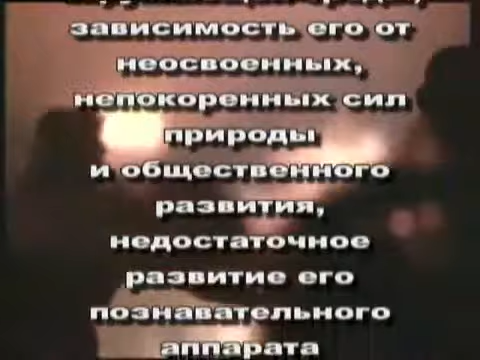 зависимость его от
неосвоенных,
непокоренных сил
природы
и общественного
развития,
недостаточное
развитие его
познавательного
аппарата